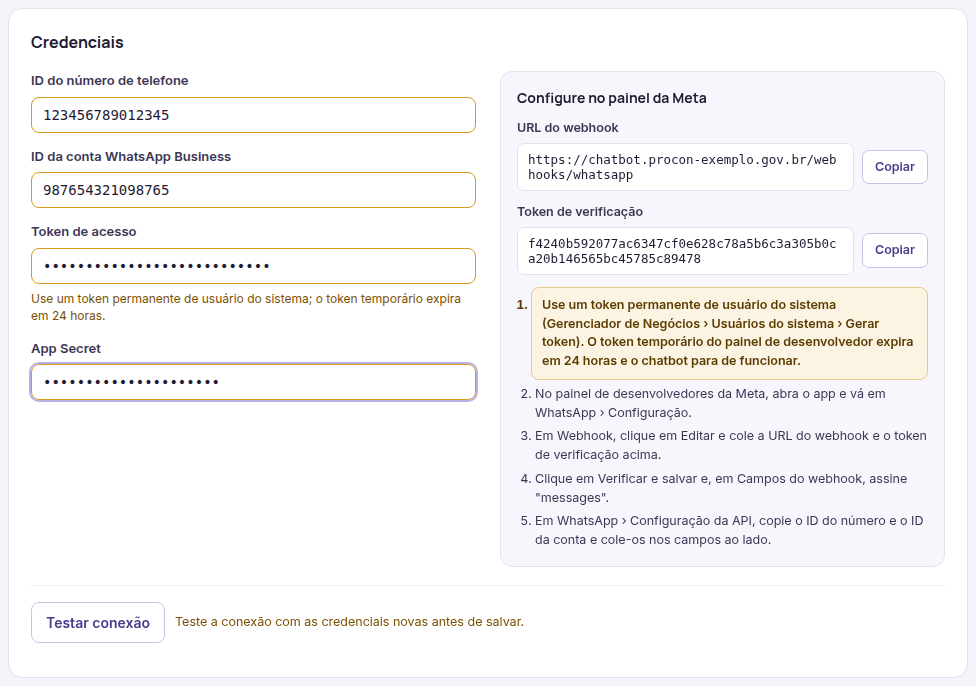 Credenciais
ID do número de telefone
123456789012345
ID da conta WhatsApp Business
987654321098765
Token de acesso
•••••••••••••••••••••••••••
Use um token permanente de usuário do sistema; o token temporário expira
em 24 horas.
App Secret
•••••••••••••••••••••
Configure no painel da Meta
URL do webhook
https://chatbot.procon-exemplo.gov.br/web
hooks/whatsapp
Copiar
Token de verificação
f4240b592077ac6347cf0e628c78a5b6c3a305b0c
a20b146565bc45785c89478
Copiar
1. Use um token permanente de usuário do sistema
(Gerenciador de Negócios › Usuários do sistema › Gerar
token). O token temporário do painel de desenvolvedor expira
em 24 horas e o chatbot para de funcionar.
2. No painel de desenvolvedores da Meta, abra o app e vá em
WhatsApp › Configuração.
3. Em Webhook, clique em Editar e cole a URL do webhook e o token
de verificação acima.
4. Clique em Verificar e salvar e, em Campos do webhook, assine
"messages".
5. Em WhatsApp › Configuração da API, copie o ID do número e o ID
da conta e cole-os nos campos ao lado.
Testar conexão
Teste a conexão com as credenciais novas antes de salvar.